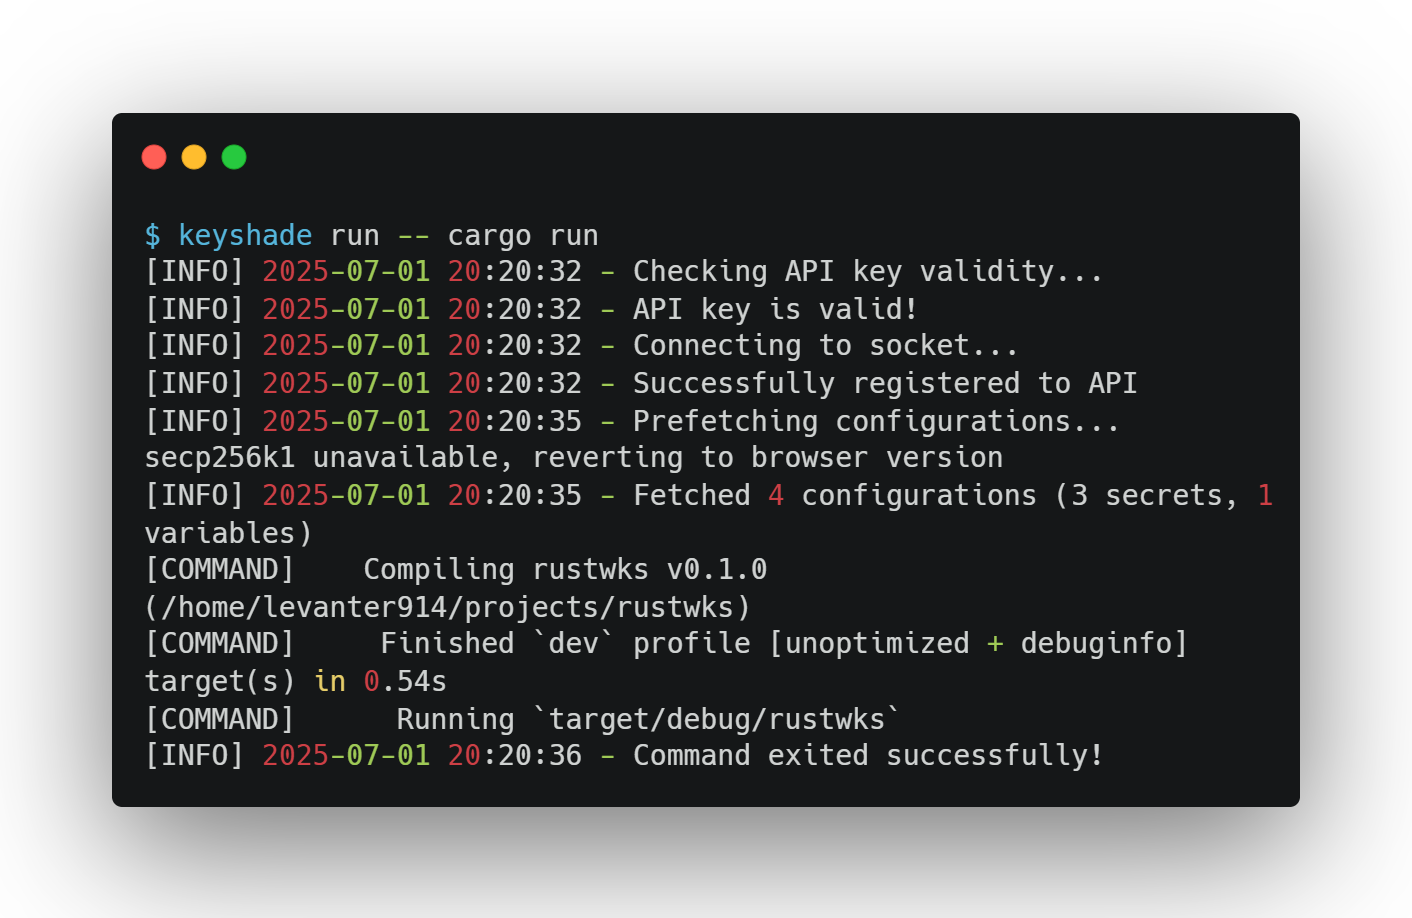 $ keyshade run -- cargo run
[INFO] 2025-07-01 20:20:32 - Checking API key validity...
[INFO] 2025-07-01 20:20:32 - API key is valid!
[INFO] 2025-07-01 20:20:32 - Connecting to socket...
[INFO] 2025-07-01 20:20:32 - Successfully registered to API
[INFO] 2025-07-01 20:20:35 - Prefetching configurations...
secp256k1 unavailable, reverting to browser version
[INFO] 2025-07-01 20:20:35 - Fetched 4 configurations (3 secrets, 1
variables)
[COMMAND]    Compiling rustwks v0.1.0
(/home/levanter914/projects/rustwks)
[COMMAND]     Finished `dev` profile [unoptimized + debuginfo]
target(s) in 0.54s
[COMMAND]      Running `target/debug/rustwks`
[INFO] 2025-07-01 20:20:36 - Command exited successfully!